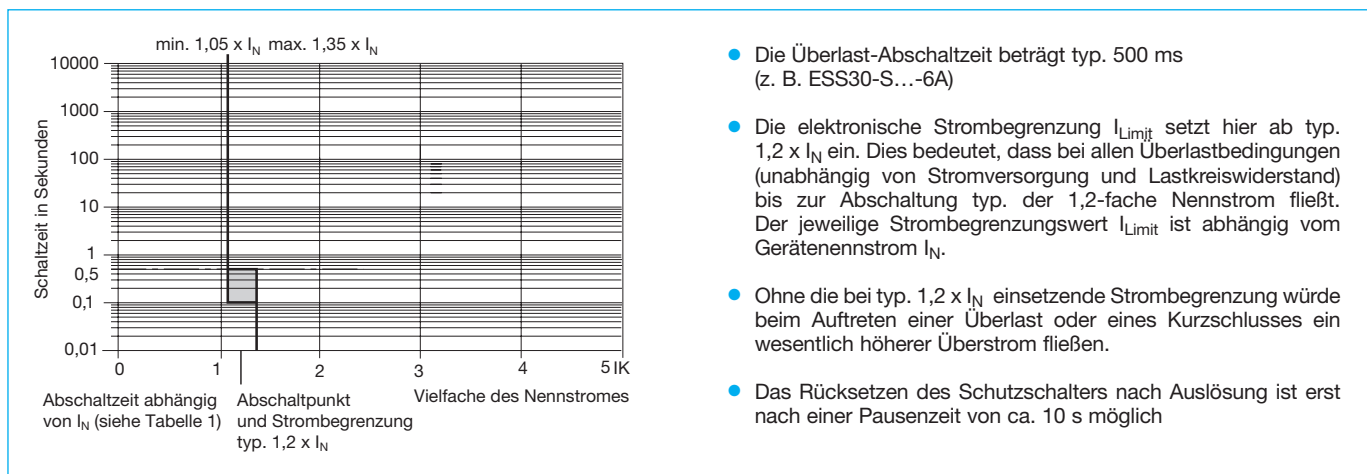 min. 1,05 x IN max. 1,35 x IN
10000
1000
100
10
1
0,5
0,1
0,01
Schaltzeit in Sekunden
0 1 2 3 4 5 IK
Vielfache des Nennstromes
Abschaltzeit abhängig
von IN (siehe Tabelle 1)
Abschaltpunkt
und Strombegrenzung
typ. 1,2 x IN
● Die Überlast-Abschaltzeit beträgt typ. 500 ms
(z. B. ESS30-S...-6A)
● Die elektronische Strombegrenzung ILimit setzt hier ab typ.
1,2 x IN ein. Dies bedeutet, dass bei allen Überlastbedingungen
(unabhängig von Stromversorgung und Lastkreiswiderstand)
bis zur Abschaltung typ. der 1,2-fache Nennstrom fließt.
Der jeweilige Strombegrenzungswert ILimit ist abhängig vom
Gerätenennstrom IN.
● Ohne die bei typ. 1,2 x IN einsetzende Strombegrenzung würde
beim Auftreten einer Überlast oder eines Kurzschlusses ein
wesentlich höherer Überstrom fließen.
● Das Rücksetzen des Schutzschalters nach Auslösung ist erst
nach einer Pausenzeit von ca. 10 s möglich